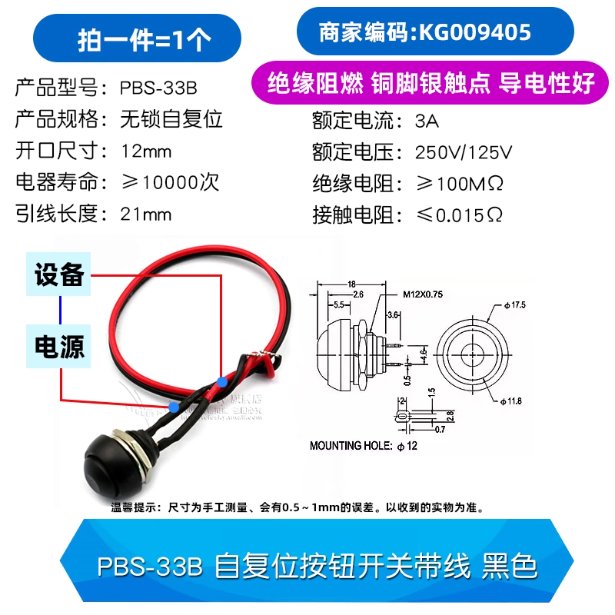 拍一件=1个
商家编码:KG009405
绝缘阻燃 铜脚银触点 导电性好
产品型号：PBS-33B
产品规格：无锁自复位
开口尺寸：12mm
电器寿命：≥10000次
引线长度：21mm
额定电流：3A
额定电压：250V/125V
绝缘电阻：≥100MΩ
接触电阻：≤0.015Ω
设备
电源
18
2.6
5.5
M12X0.75
3.6
4.6
0.5
φ17.5
φ11.8
2
1.5
2.8
0.7
MOUNTING HOLE: φ12
温馨提示：尺寸为手工测量、会有0.5~1mm的误差。以收到的实物为准。
PBS-33B 自复位按钮开关带线 黑色